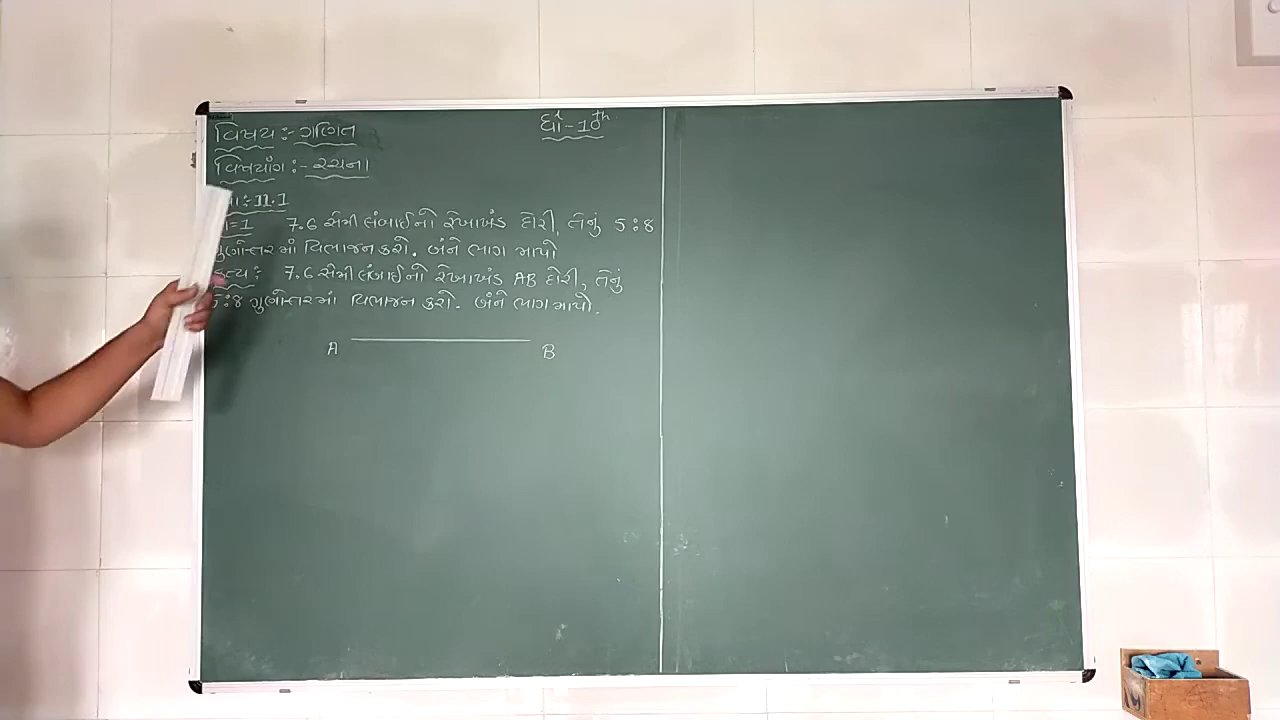 વિષય :- ગણિત
ધો-10th
વિષયાંગ :- રચના
11.1
=1 7.6 સેમી લંબાઈનો રેખાખંડ દોરી, તેનું 5:8
ગુણોત્તરમાં વિભાજન કરો. બંને ભાગ માપો
7.6 સેમી લંબાઈનો રેખાખંડ AB દોરી, તેનું
5:8 ગુણોત્તરમાં વિભાજન કરો. બંને ભાગ માપો.
A B